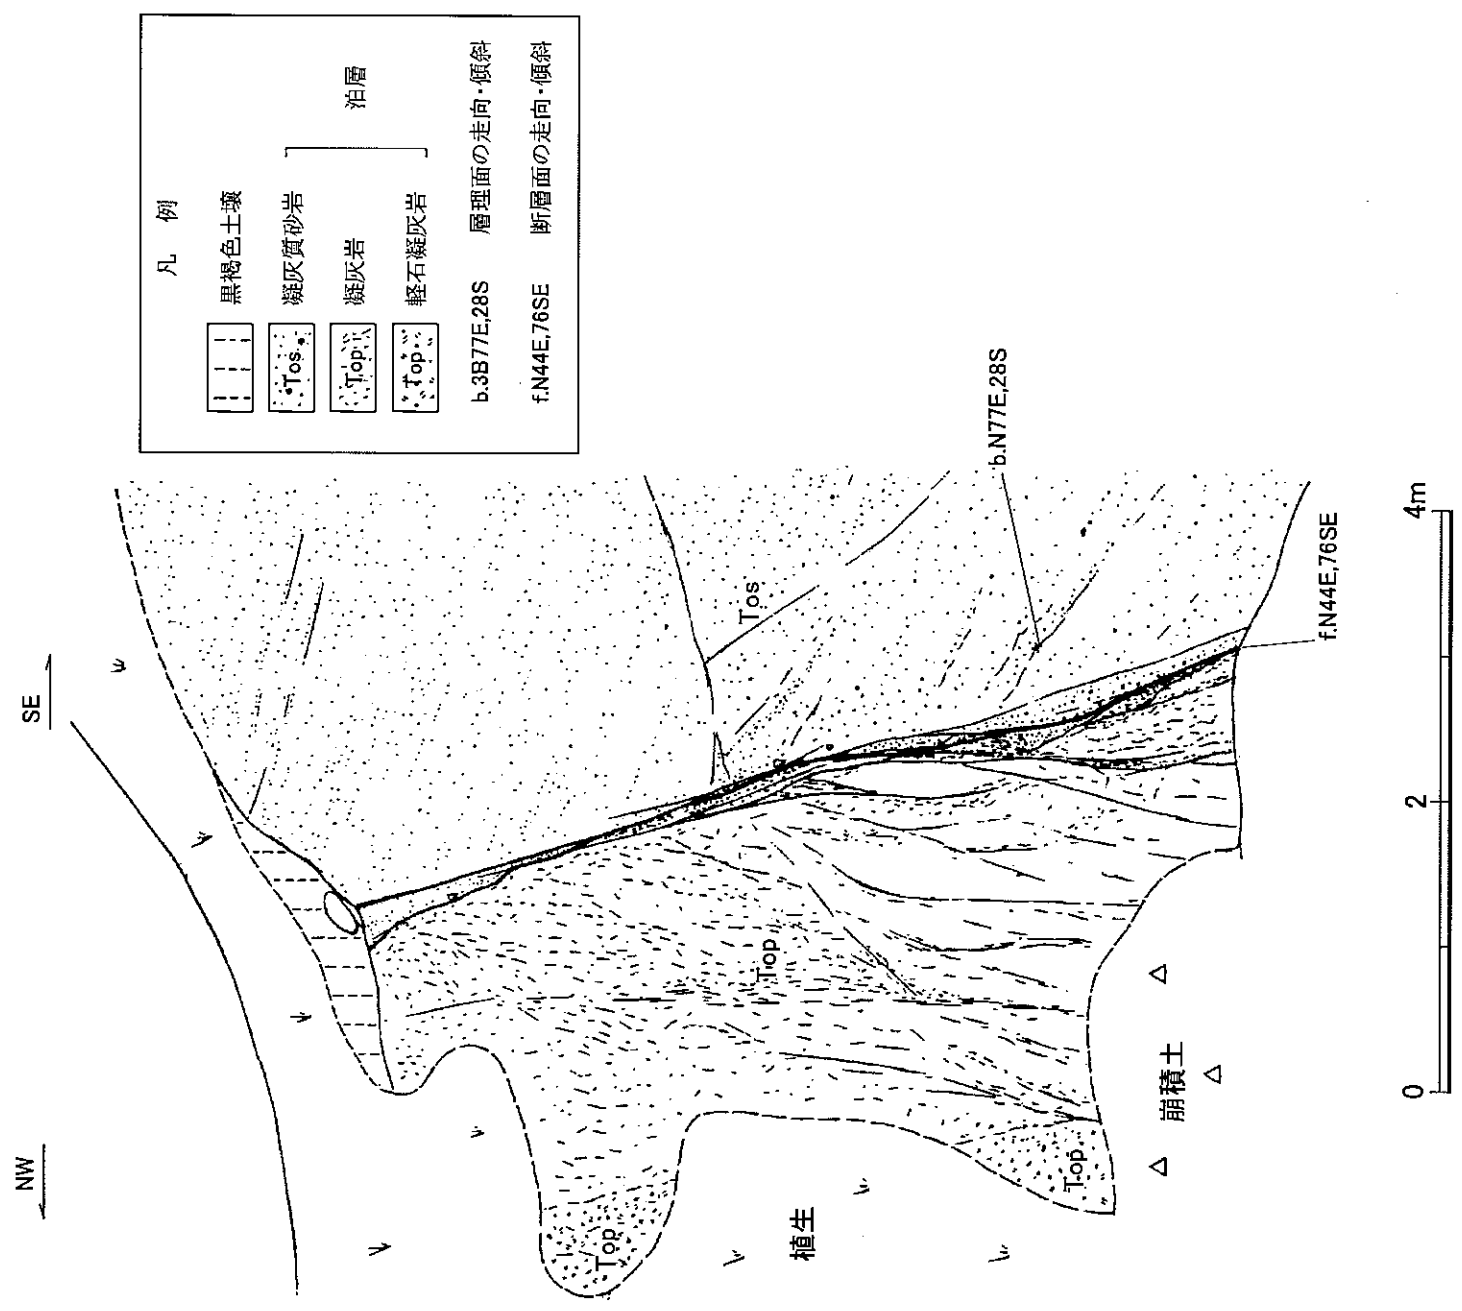 凡 例
黒褐色土壌
Tos
凝灰質砂岩
Top
凝灰岩
Top
軽石凝灰岩
泊層
b.3B77E,28S
層理面の走向・傾斜
f.N44E,76SE
断層面の走向・傾斜
NW
SE
Top
Top
Tos
Top
植生
崩積土
b.N77E,28S
f.N44E,76SE
0
2
4m